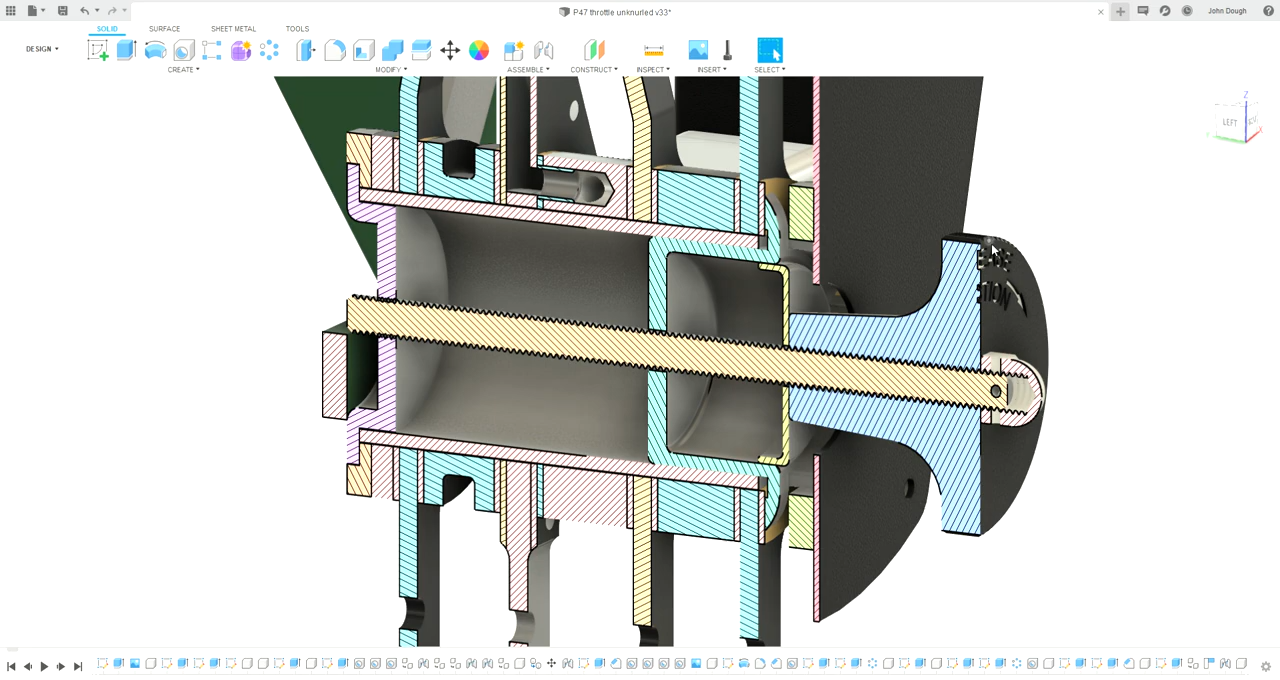 P47 throttle unknurled v33*
John Dough
SOLID
SURFACE
SHEET METAL
TOOLS
DESIGN
CREATE
MODIFY
ASSEMBLE
CONSTRUCT
INSPECT
INSERT
SELECT
Z
LEFT
X